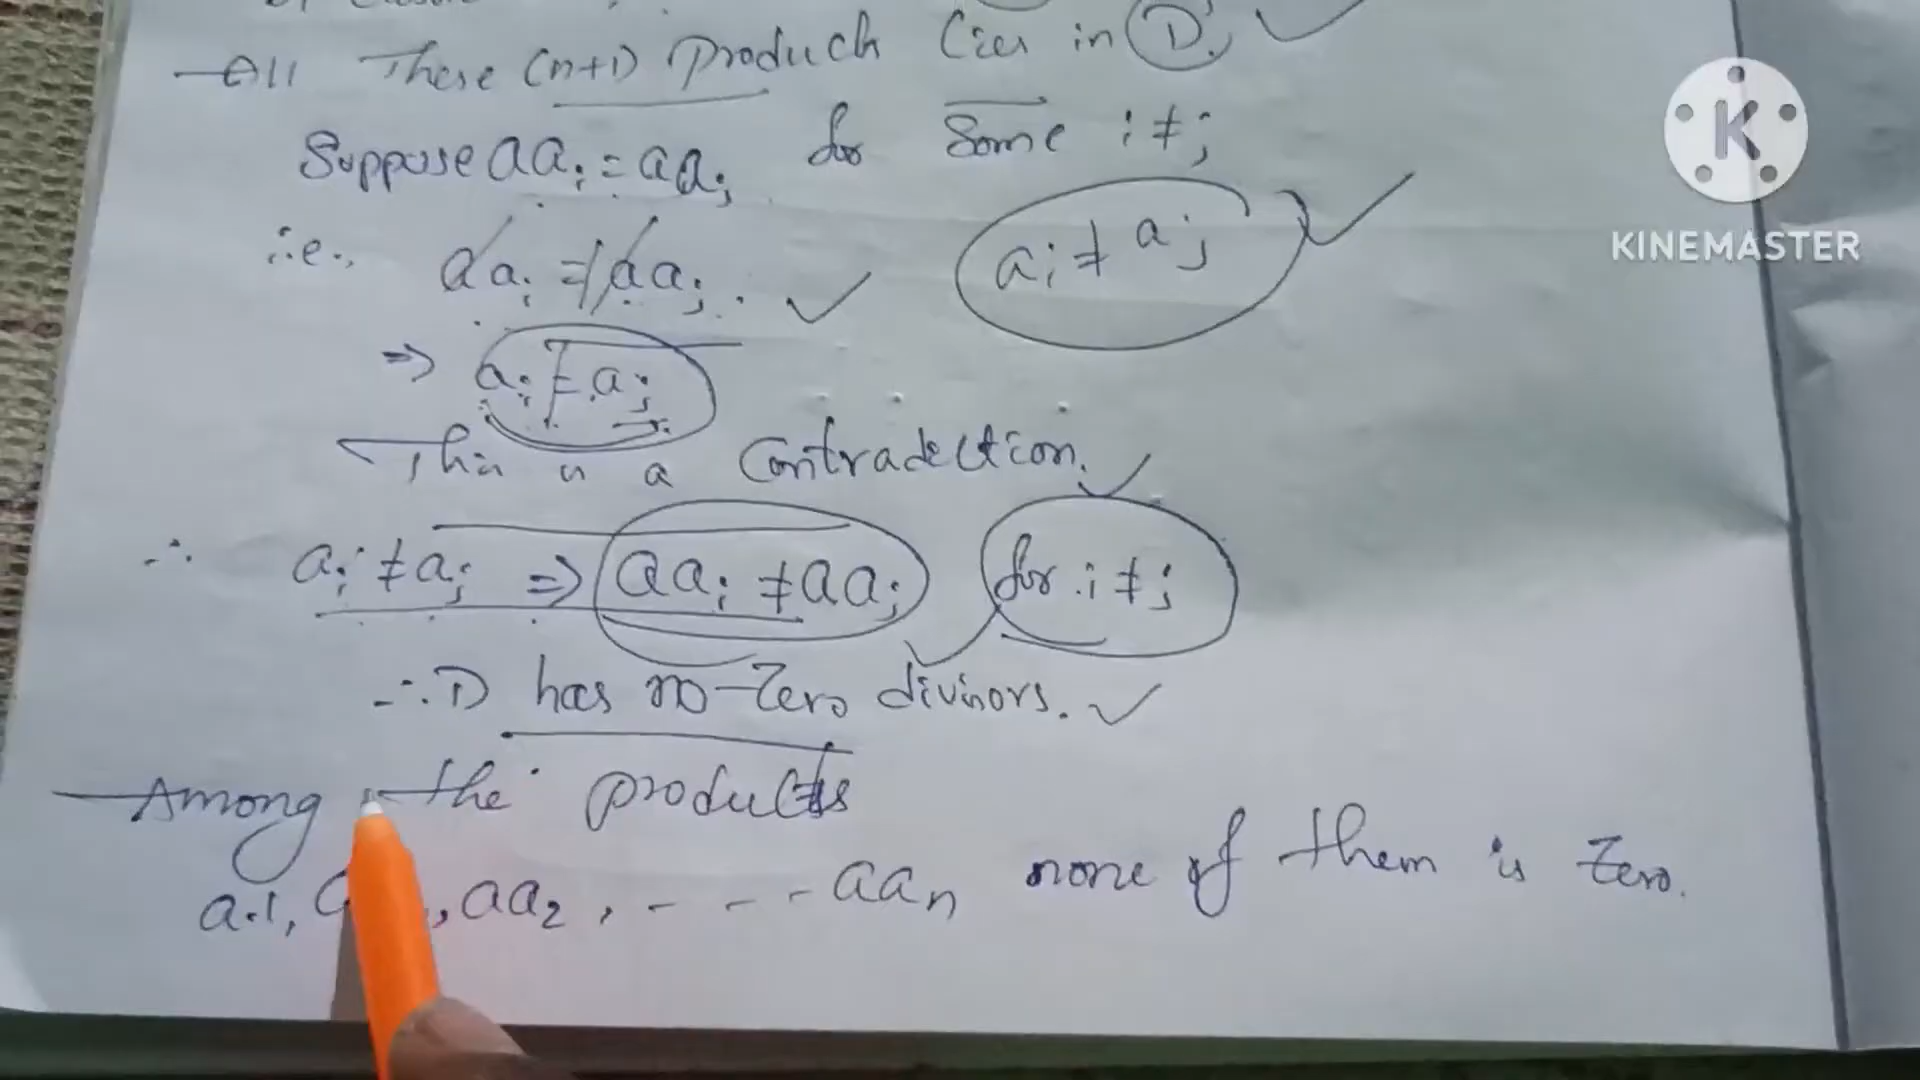 All These (n+1) products lies in D.
Suppose aaᵢ = aaⱼ for Some i ≠ j
i.e., aaᵢ = aaⱼ.
aᵢ ≠ aⱼ
⇒ aᵢ = aⱼ
This is a Contradection.
∴ aᵢ ≠ aⱼ ⇒ aaᵢ ≠ aaⱼ for i ≠ j
∴ D has no-Zero divisors.
Among the products
a.1, , aa₂, - - - - aaₙ none of them is Zero.
K
KINEMASTER